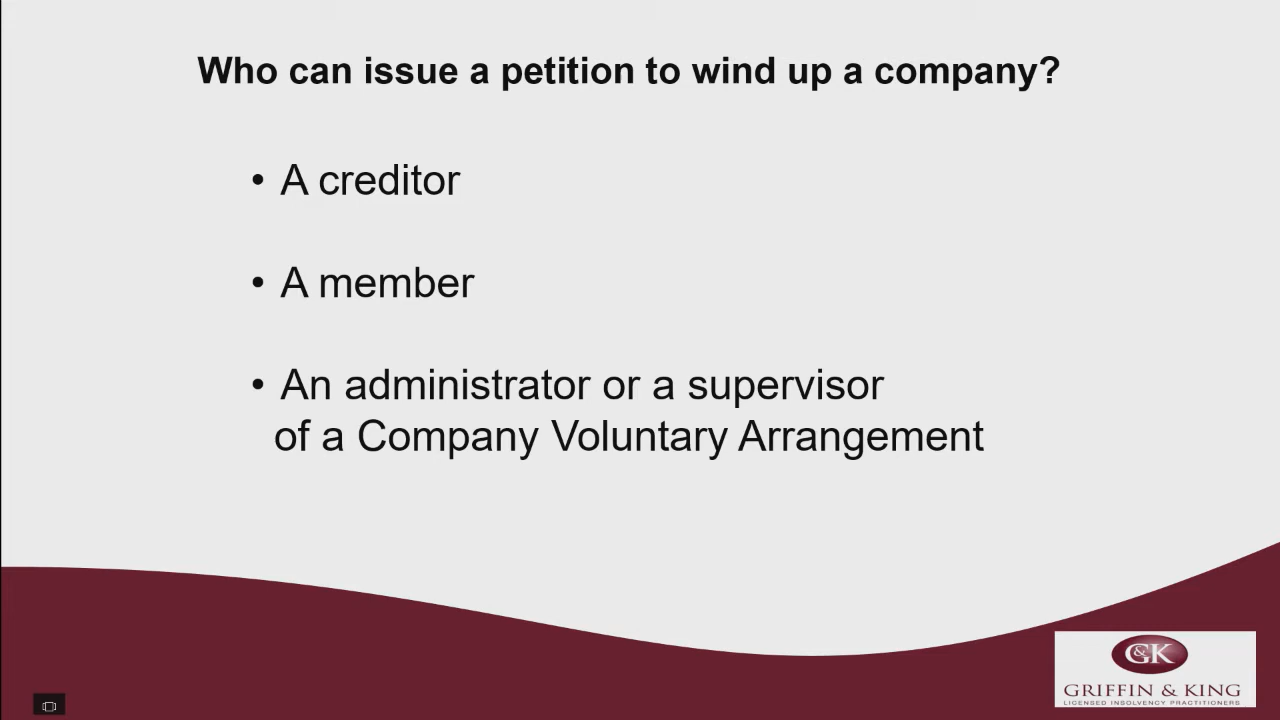 Who can issue a petition to wind up a company?
• A creditor
• A member
• An administrator or a supervisor
of a Company Voluntary Arrangement
G&K
GRIFFIN & KING
LICENSED INSOLVENCY PRACTITIONERS